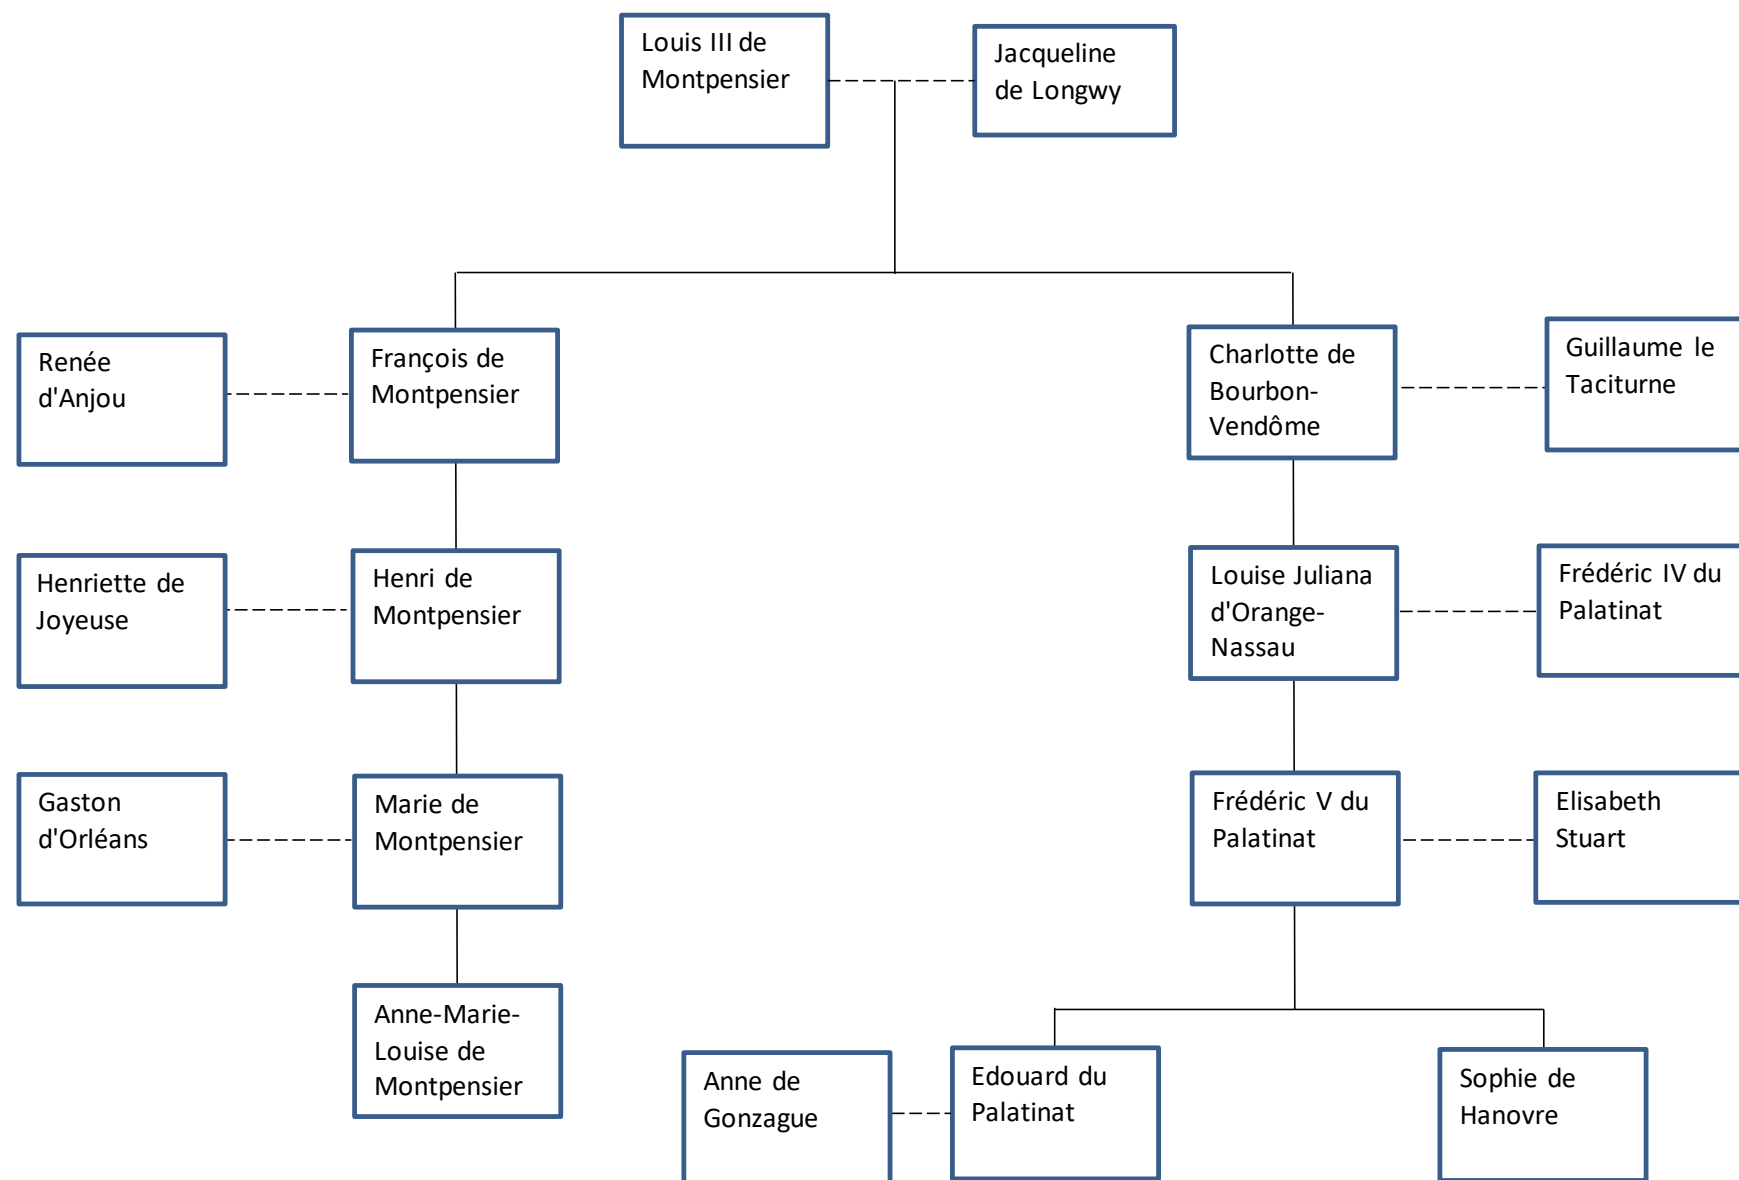 Louis III de
Montpensier
Jacqueline
de Longwy
Renée
d'Anjou
François de
Montpensier
Charlotte de
Bourbon-
Vendôme
Guillaume le
Taciturne
Henriette de
Joyeuse
Henri de
Montpensier
Louise Juliana
d'Orange-
Nassau
Frédéric IV du
Palatinat
Gaston
d'Orléans
Marie de
Montpensier
Frédéric V du
Palatinat
Elisabeth
Stuart
Anne-Marie-
Louise de
Montpensier
Anne de
Gonzague
Edouard du
Palatinat
Sophie de
Hanovre